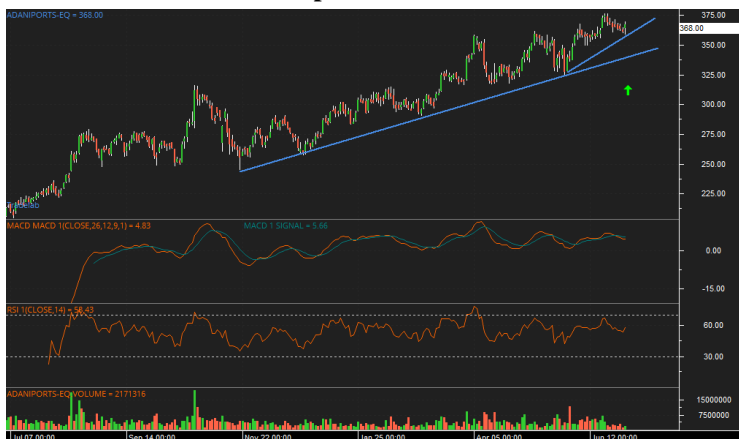 ADANIPORTS-EQ = 368.00
375.00
368.00
350.00
325.00
300.00
275.00
250.00
225.00
MACD MACD 1(CLOSE,26,12,9,1) = 4.83
MACD 1 SIGNAL = 5.66
0.00
-15.00
RSI 1(CLOSE,14) = 58.43
60.00
30.00
ADANIPORTS-EQ VOLUME = 2171316
15000000
7500000
Jul 07 00:00 Sep 14 00:00 Nov 22 00:00 Jan 25 00:00 Apr 05 00:00 Jun 12 00:00